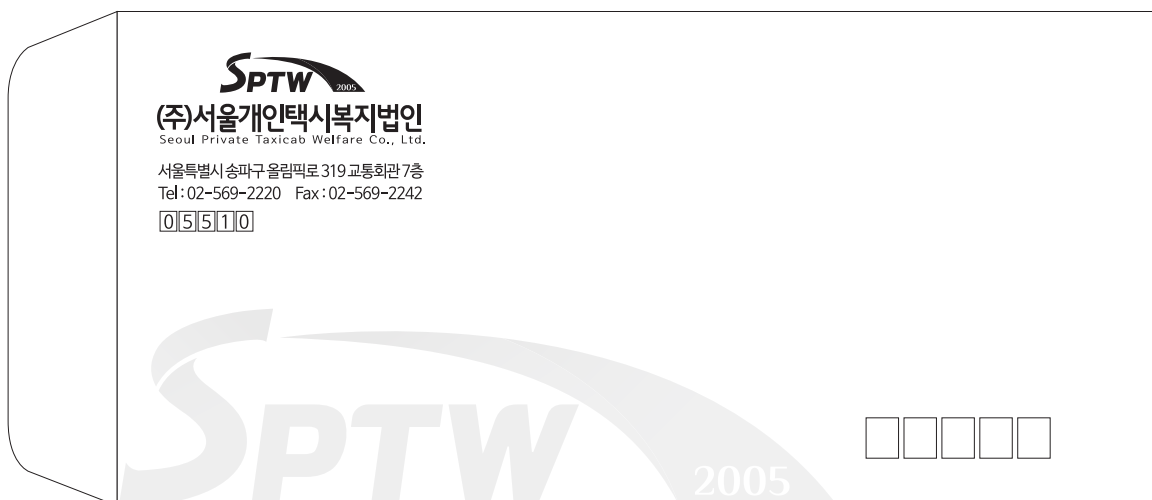 SPTW
2005
(주)서울개인택시복지법인
Seoul Private Taxicab Welfare Co., Ltd.
서울특별시 송파구 올림픽로 319 교통회관 7층
Tel : 02-569-2220 Fax : 02-569-2242
05510
SPTW
2005